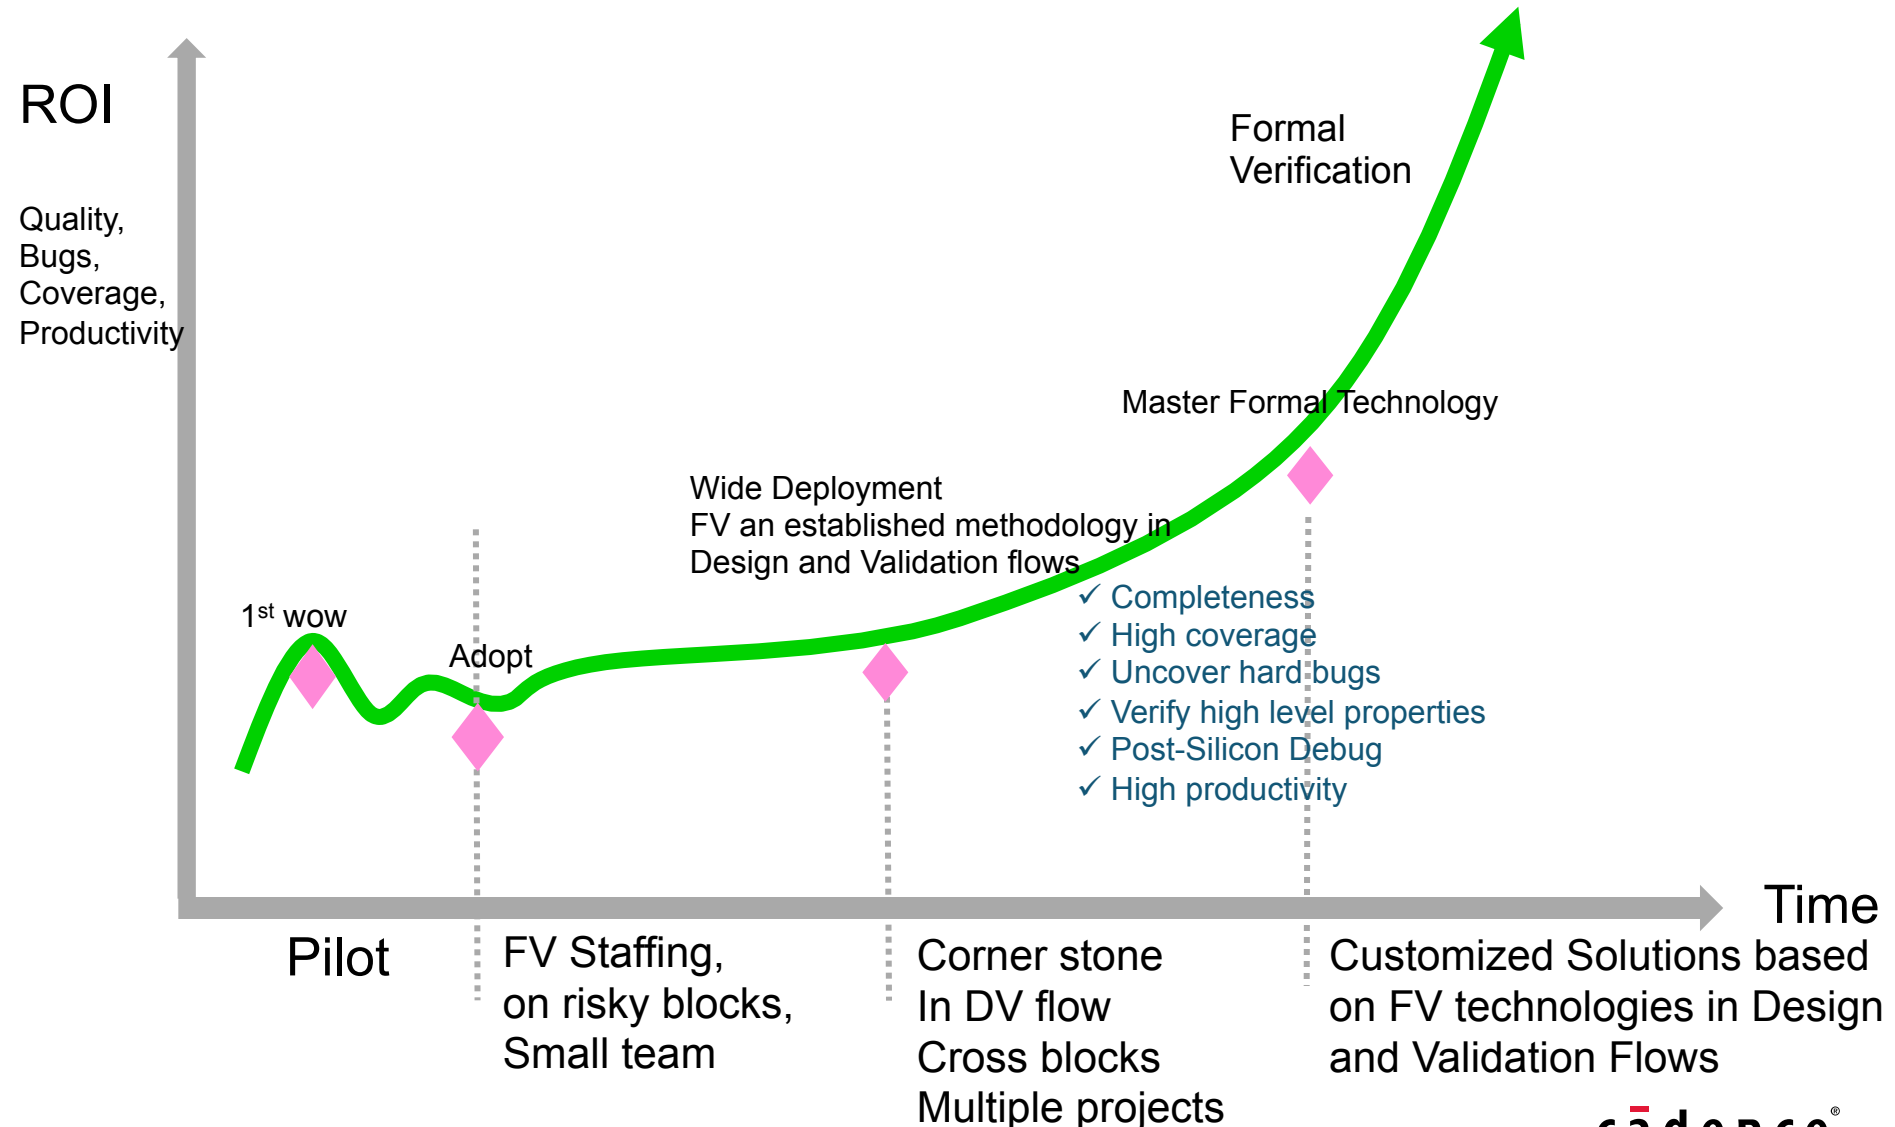 ROI
Quality,
Bugs,
Coverage,
Productivity
Formal
Verification
Master Formal Technology
Wide Deployment
FV an established methodology in
Design and Validation flows
1st wow
Adopt
✓ Completeness
✓ High coverage
✓ Uncover hard bugs
✓ Verify high level properties
✓ Post-Silicon Debug
✓ High productivity
Time
Pilot
FV Staffing,
on risky blocks,
Small team
Corner stone
In DV flow
Cross blocks
Multiple projects
Customized Solutions based
on FV technologies in Design
and Validation Flows
cādence®